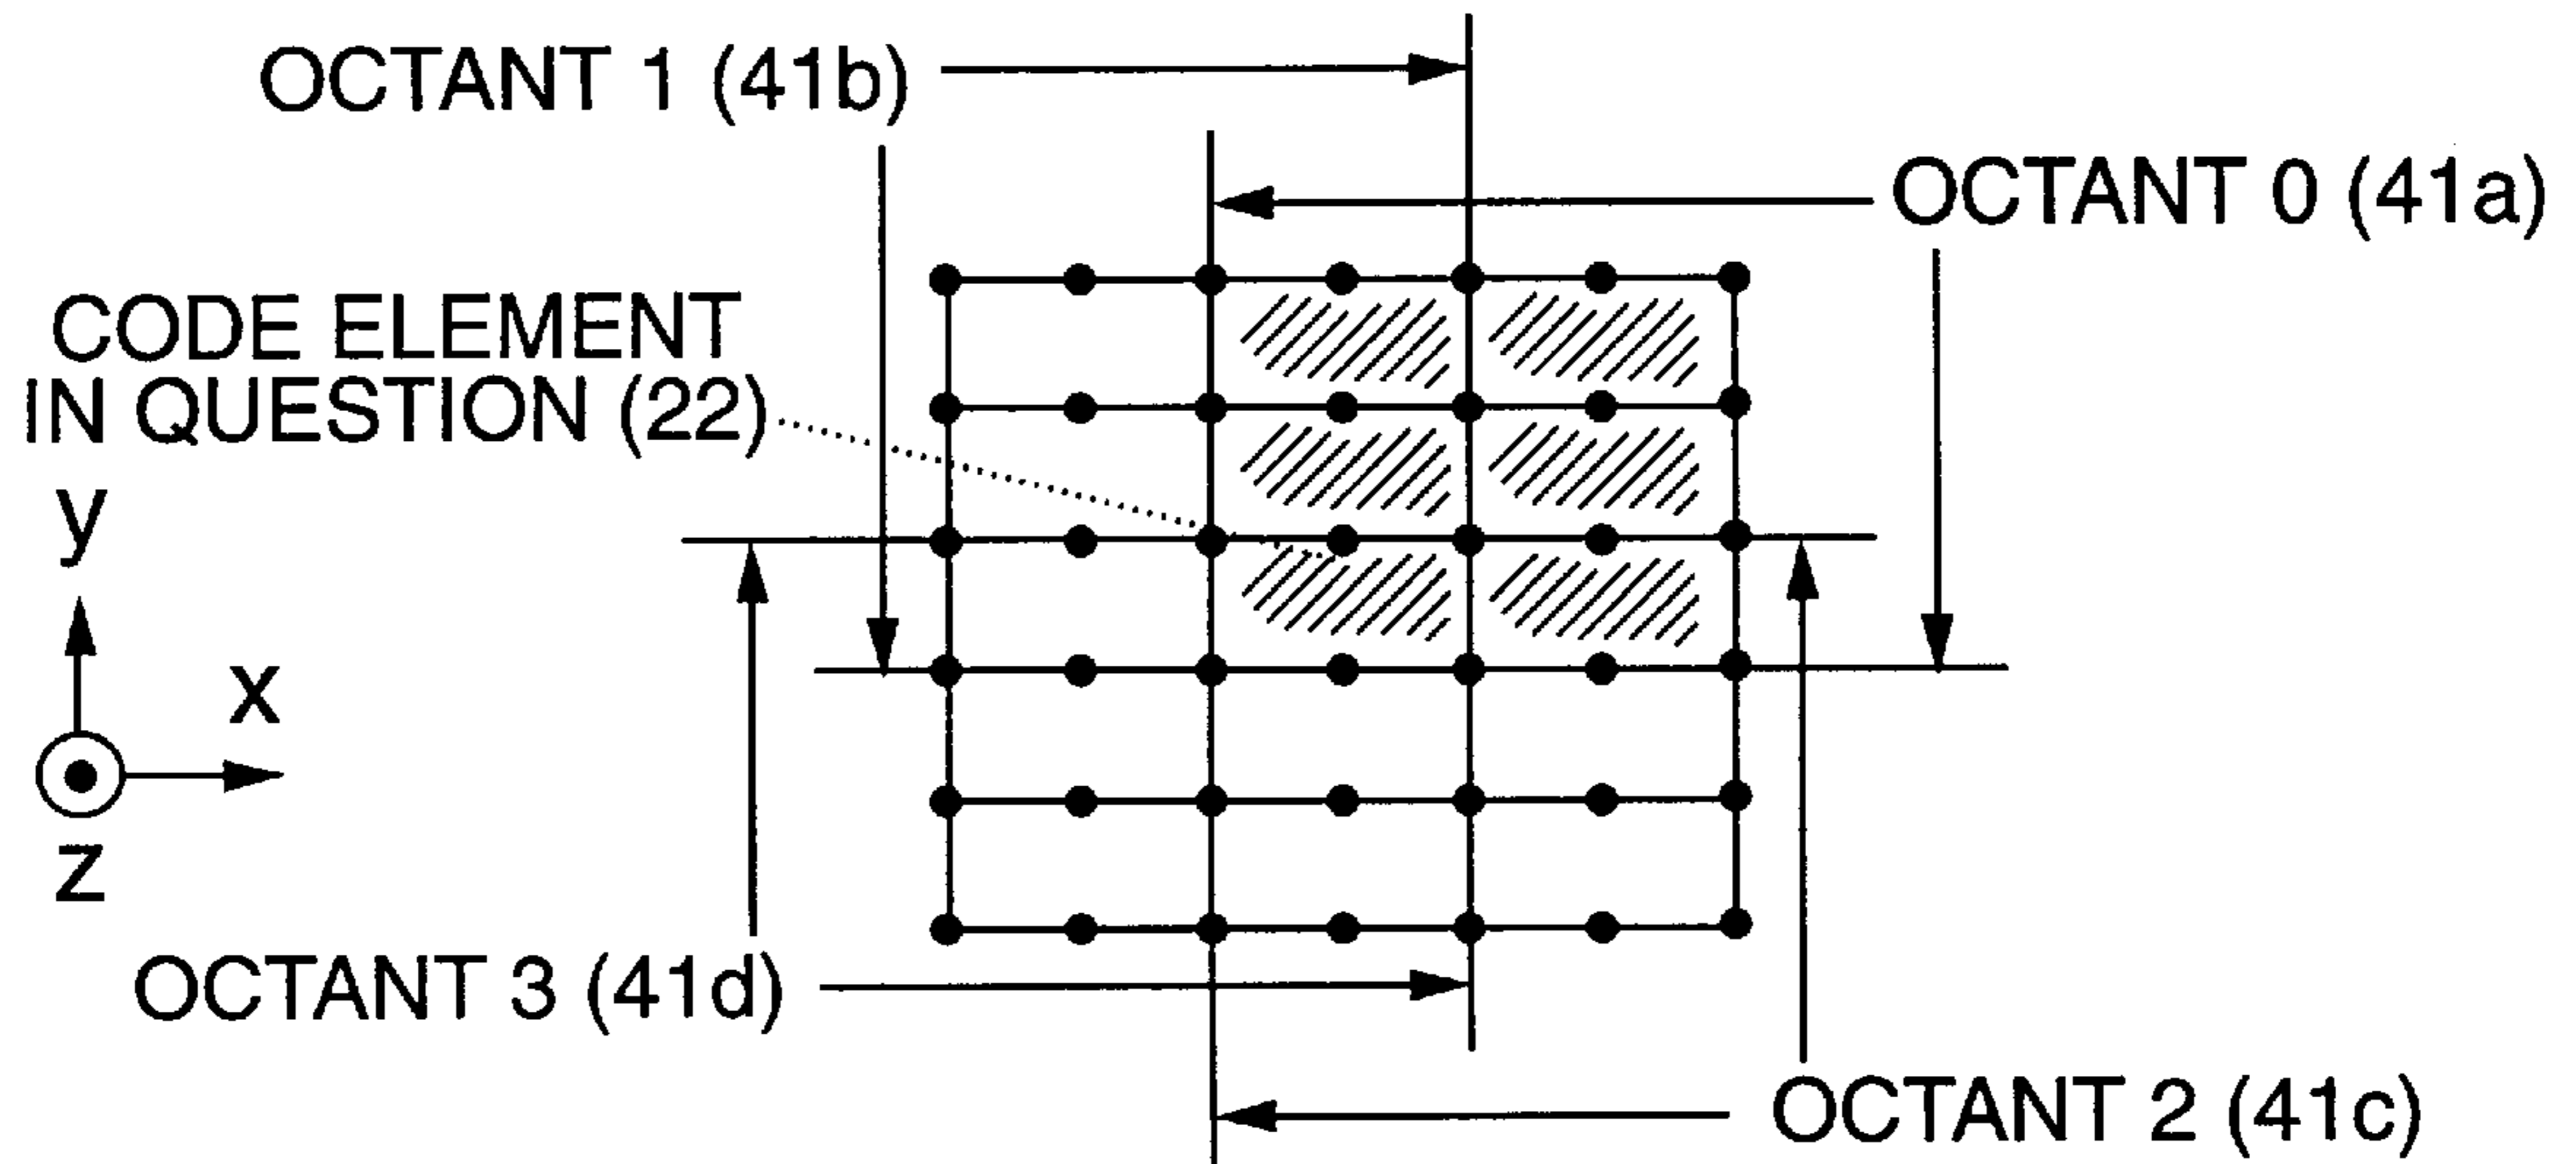 OCTANT 1 (41b)
OCTANT 0 (41a)
CODE ELEMENT
IN QUESTION (22)
y
x
z
OCTANT 3 (41d)
OCTANT 2 (41c)